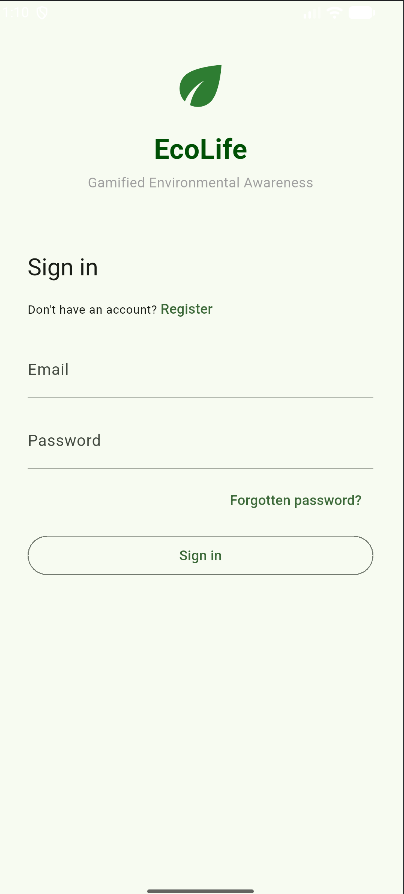 EcoLife
Gamified Environmental Awareness
Sign in
Don't have an account? Register
Email
Password
Forgotten password?
Sign in